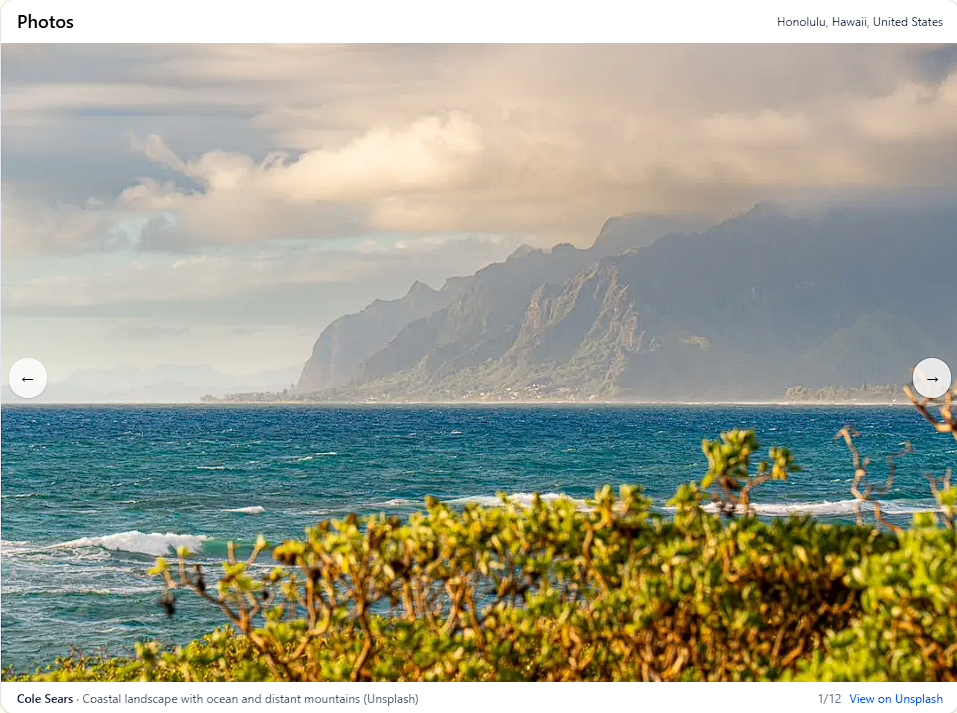 Photos
Honolulu, Hawaii, United States
←
→
Cole Sears · Coastal landscape with ocean and distant mountains (Unsplash)
1/12 View on Unsplash